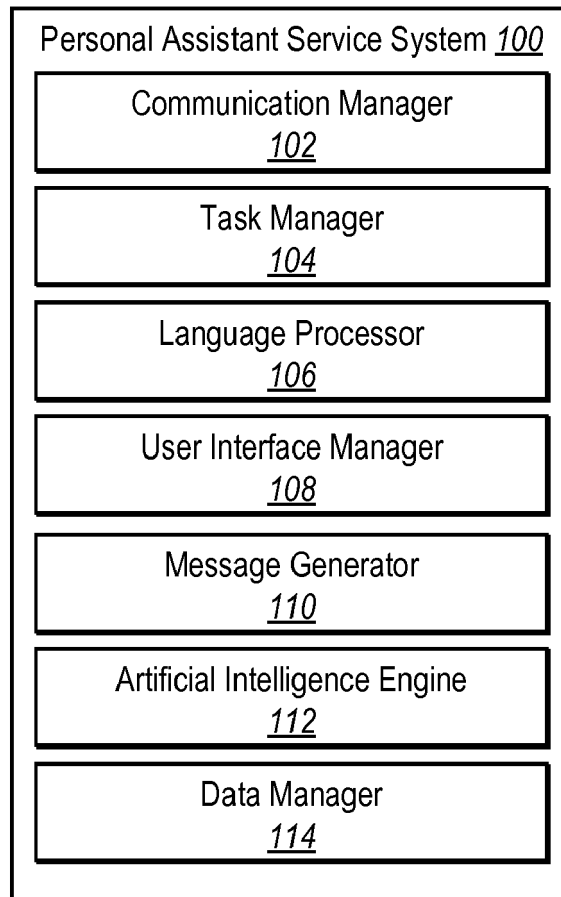 Personal Assistant Service System 100
Communication Manager
102
Task Manager
104
Language Processor
106
User Interface Manager
108
Message Generator
110
Artificial Intelligence Engine
112
Data Manager
114